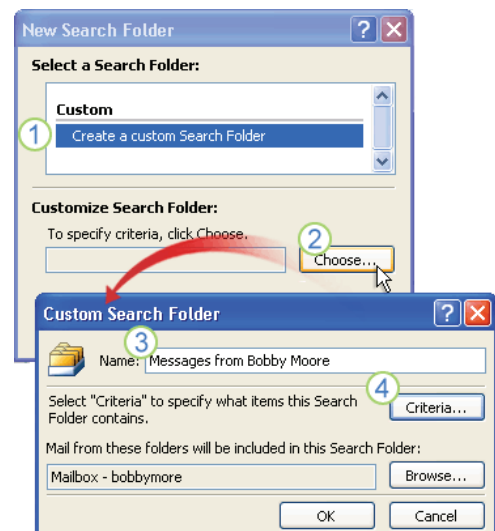 New Search Folder
Select a Search Folder:
Custom
1
Create a custom Search Folder
Customize Search Folder:
To specify criteria, click Choose.
2
Choose...
Custom Search Folder
3
Name: Messages from Bobby Moore
4
Select "Criteria" to specify what items this Search
Folder contains.
Criteria...
Mail from these folders will be included in this Search Folder:
Mailbox - bobbymore
Browse...
OK
Cancel